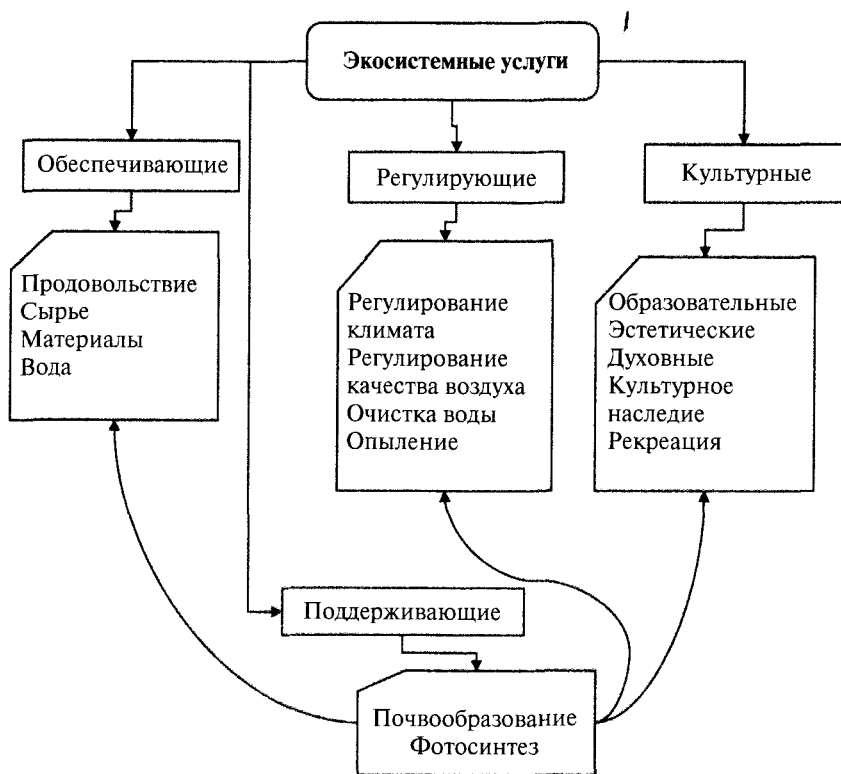 Экосистемные услуги
Обеспечивающие
Регулирующие
Культурные
Продовольствие
Сырье
Материалы
Вода
Регулирование
климата
Регулирование
качества воздуха
Очистка воды
Опыление
Образовательные
Эстетические
Духовные
Культурное
наследие
Рекреация
Поддерживающие
Почвообразование
Фотосинтез